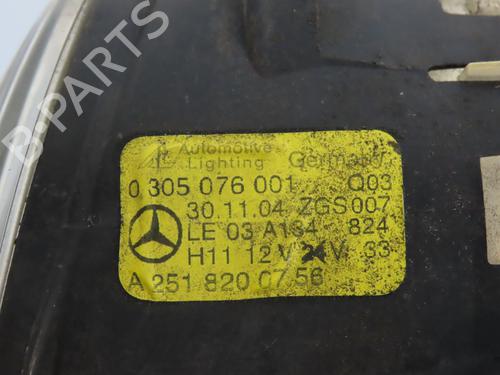 Automotive
Lighting Germany
0 305 076 001 Q03
30.11.04 ZGS007
LE 03 A134 824
H11 12V 24V 33
A 251 820 07 56
B-PARTS